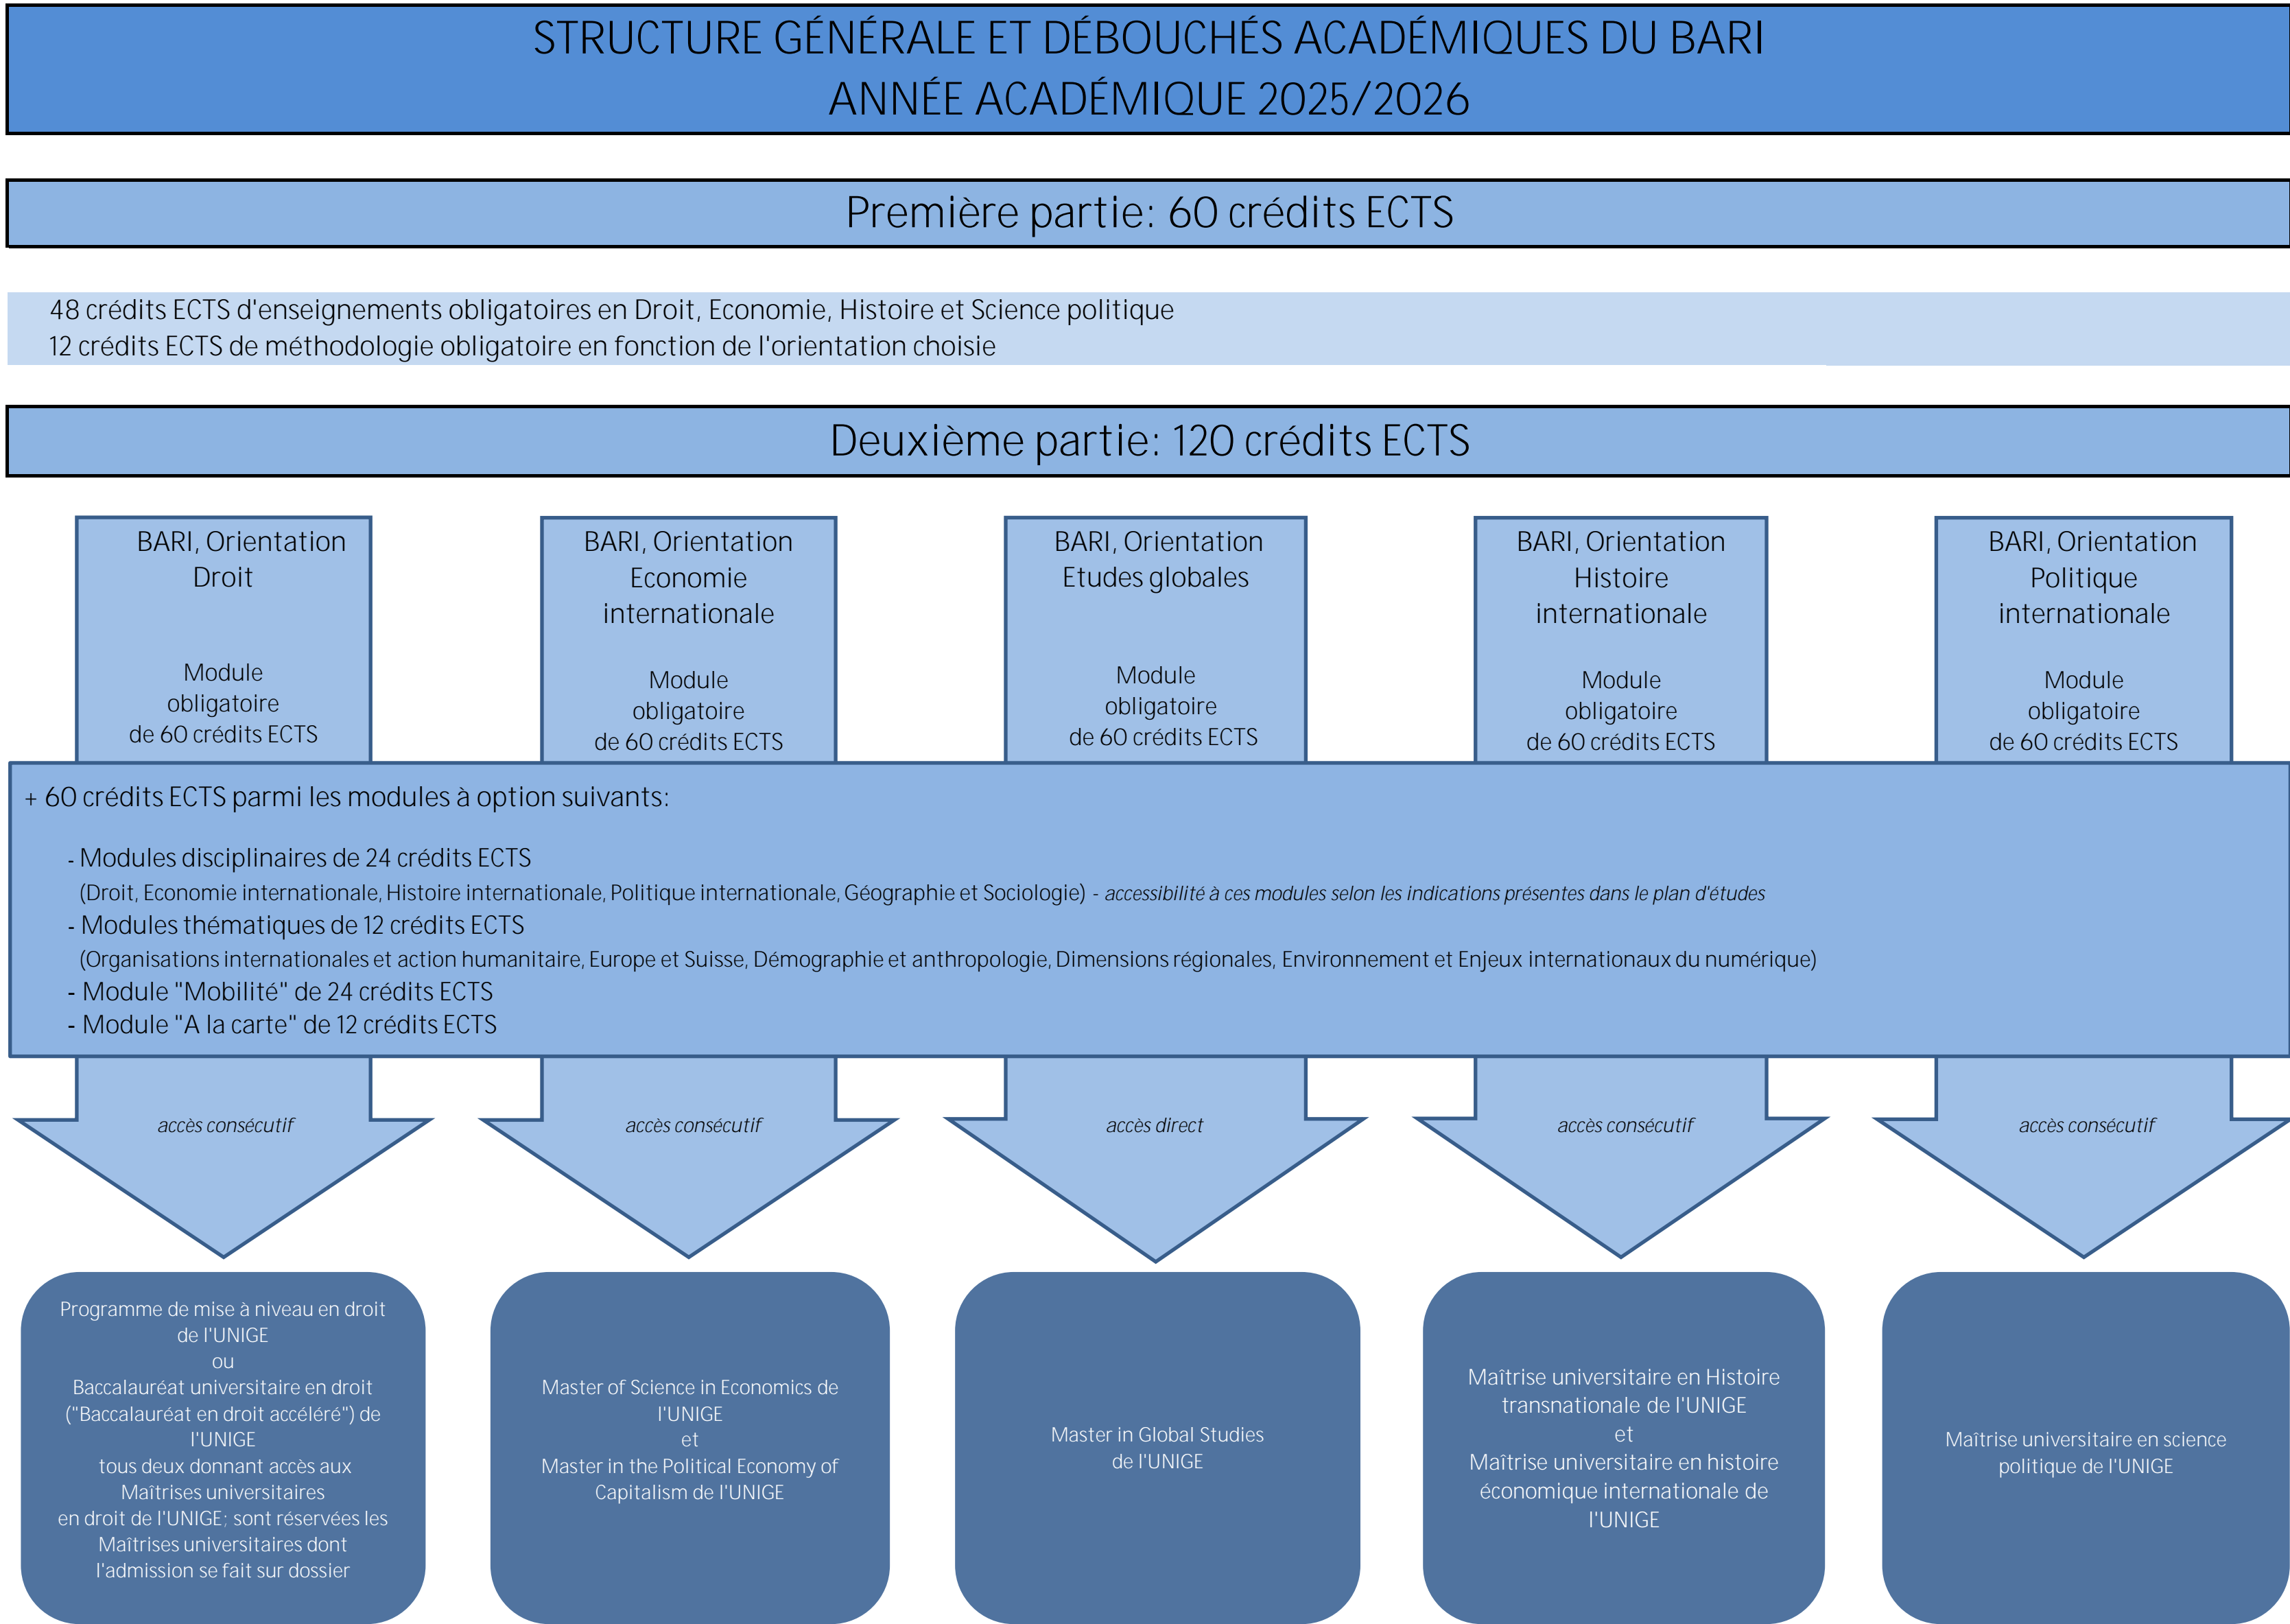 STRUCTURE GÉNÉRALE ET DÉBOUCHÉS ACADÉMIQUES DU BARI
ANNÉE ACADÉMIQUE 2025/2026
Première partie: 60 crédits ECTS
48 crédits ECTS d'enseignements obligatoires en Droit, Economie, Histoire et Science politique
12 crédits ECTS de méthodologie obligatoire en fonction de l'orientation choisie
Deuxième partie: 120 crédits ECTS
BARI, Orientation
Droit
Module
obligatoire
de 60 crédits ECTS
BARI, Orientation
Economie
internationale
Module
obligatoire
de 60 crédits ECTS
BARI, Orientation
Etudes globales
Module
obligatoire
de 60 crédits ECTS
BARI, Orientation
Histoire
internationale
Module
obligatoire
de 60 crédits ECTS
BARI, Orientation
Politique
internationale
Module
obligatoire
de 60 crédits ECTS
+ 60 crédits ECTS parmi les modules à option suivants:
- Modules disciplinaires de 24 crédits ECTS
(Droit, Economie internationale, Histoire internationale, Politique internationale, Géographie et Sociologie) - accessibilité à ces modules selon les indications présentes dans le plan d'études
- Modules thématiques de 12 crédits ECTS
(Organisations internationales et action humanitaire, Europe et Suisse, Démographie et anthropologie, Dimensions régionales, Environnement et Enjeux internationaux du numérique)
- Module "Mobilité" de 24 crédits ECTS
- Module "A la carte" de 12 crédits ECTS
accès consécutif
accès consécutif
accès direct
accès consécutif
accès consécutif
Programme de mise à niveau en droit
de l'UNIGE
ou
Baccalauréat universitaire en droit
("Baccalauréat en droit accéléré") de
l'UNIGE
tous deux donnant accès aux
Maîtrises universitaires
en droit de l'UNIGE; sont réservées les
Maîtrises universitaires dont
l'admission se fait sur dossier
Master of Science in Economics de
l'UNIGE
et
Master in the Political Economy of
Capitalism de l'UNIGE
Master in Global Studies
de l'UNIGE
Maîtrise universitaire en Histoire
transnationale de l'UNIGE
et
Maîtrise universitaire en histoire
économique internationale de
l'UNIGE
Maîtrise universitaire en science
politique de l'UNIGE